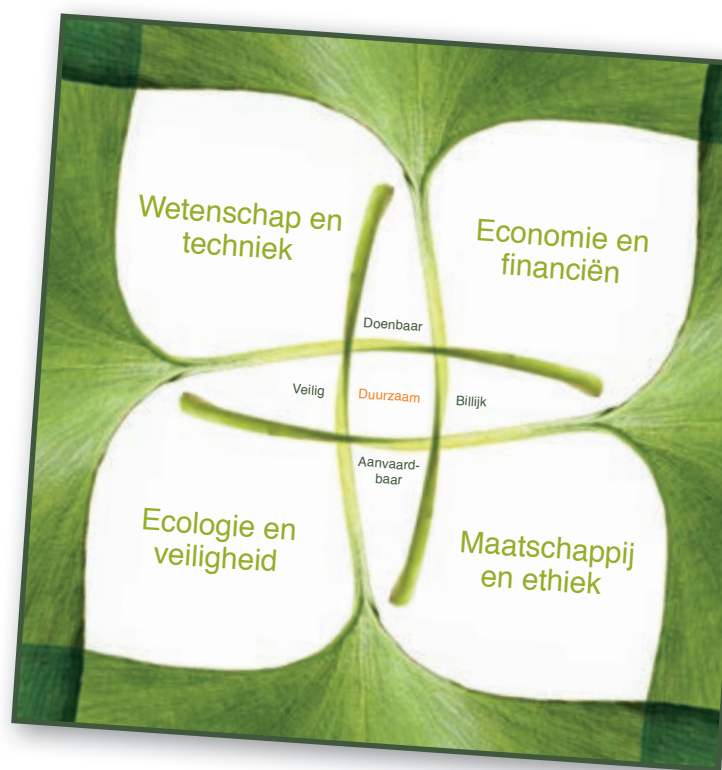 Wetenschap en
techniek
Economie en
financiën
Doenbaar
Veilig
Duurzaam
Billijk
Aanvaard-
baar
Ecologie en
veiligheid
Maatschappij
en ethiek